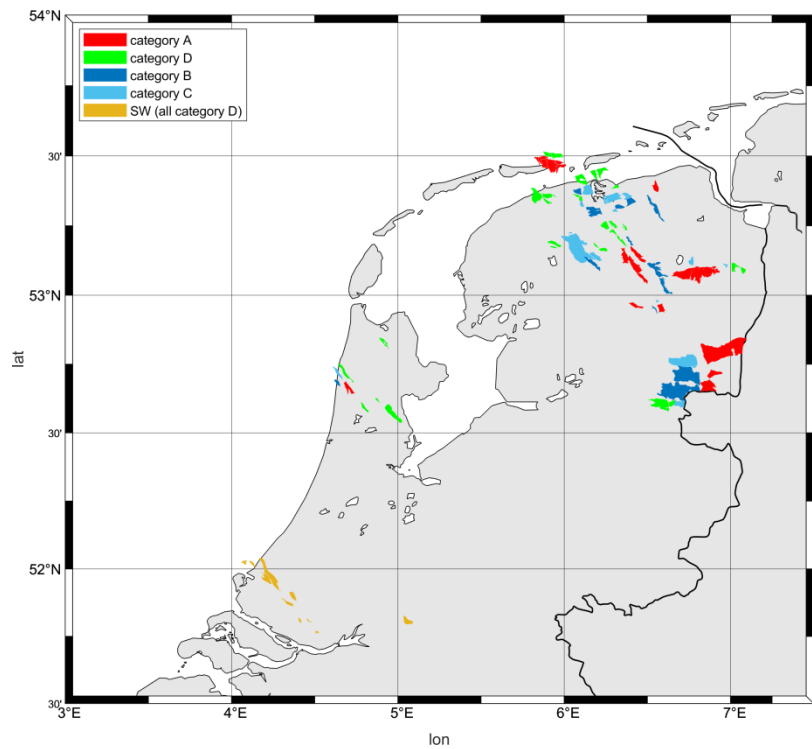 54°N
category A
category D
category B
category C
SW (all category D)
30'
53°N
lat
30'
52°N
30'
3°E
4°E
5°E
6°E
7°E
lon